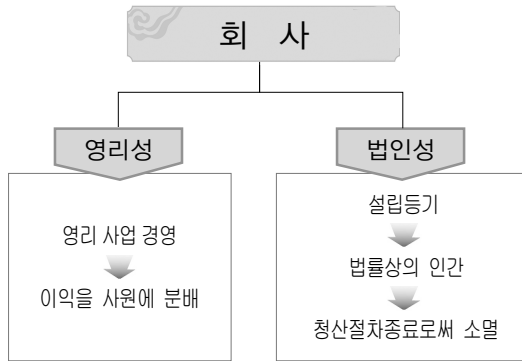 회 사
영리성
영리 사업 경영
이익을 사원에 분배
법인성
설립등기
법률상의 인간
청산절차종료로써 소멸